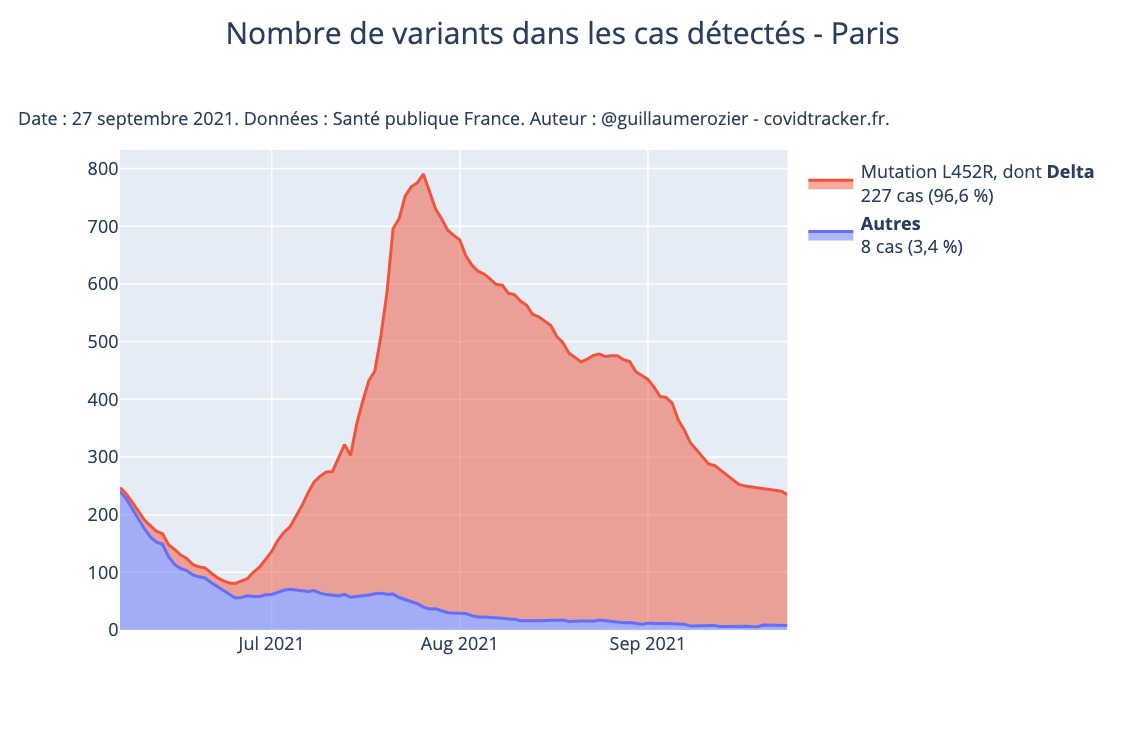 Nombre de variants dans les cas détectés - Paris
Date : 27 septembre 2021. Données : Santé publique France. Auteur : @guillaumerozier - covidtracker.fr.
Mutation L452R, dont Delta
227 cas (96,6 %)
Autres
8 cas (3,4 %)
800
700
600
500
400
300
200
100
0
Jul 2021
Aug 2021
Sep 2021